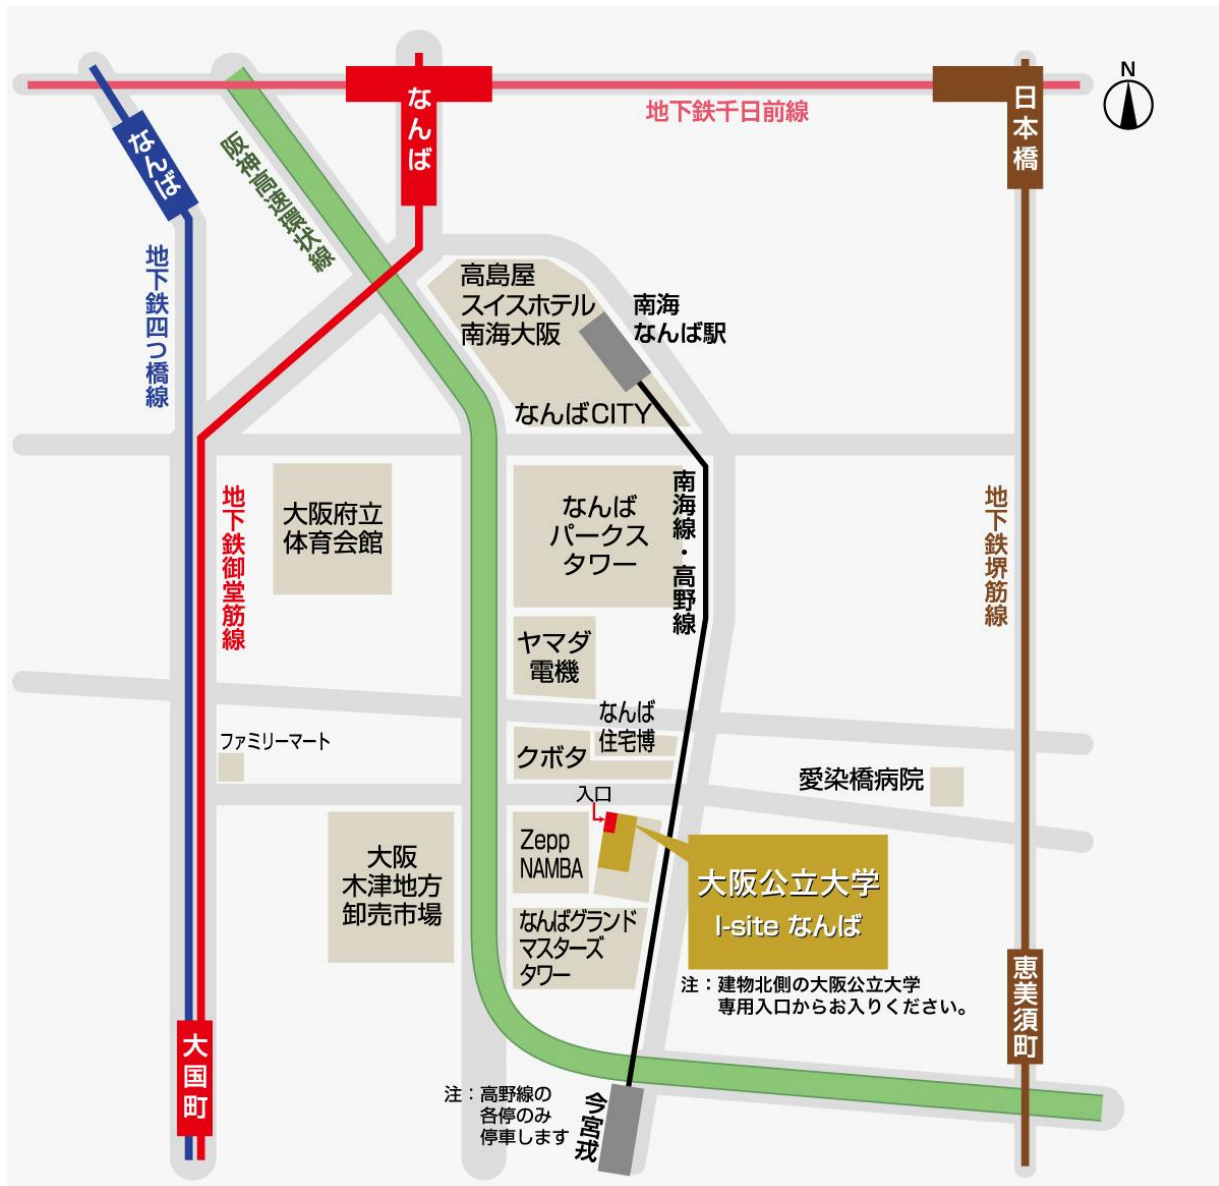 N
なんば
日本橋
地下鉄千日前線
なんば
阪神高速環状線
地下鉄四つ橋線
高島屋
スイスホテル
南海大阪
南海
なんば駅
なんばCITY
大阪府立
体育会館
なんば
パークス
タワー
南海線・高野線
地下鉄御堂筋線
地下鉄堺筋線
ヤマダ
電機
なんば
住宅博
ファミリーマート
クボタ
愛染橋病院
入口
Zepp
NAMBA
大阪
木津地方
卸売市場
大阪公立大学
I-site なんば
なんばグランド
マスターズ
タワー
注：建物北側の大阪公立大学
専用入口からお入りください。
恵美須町
大国町
注：高野線の
各停のみ
停車します
今宮戎